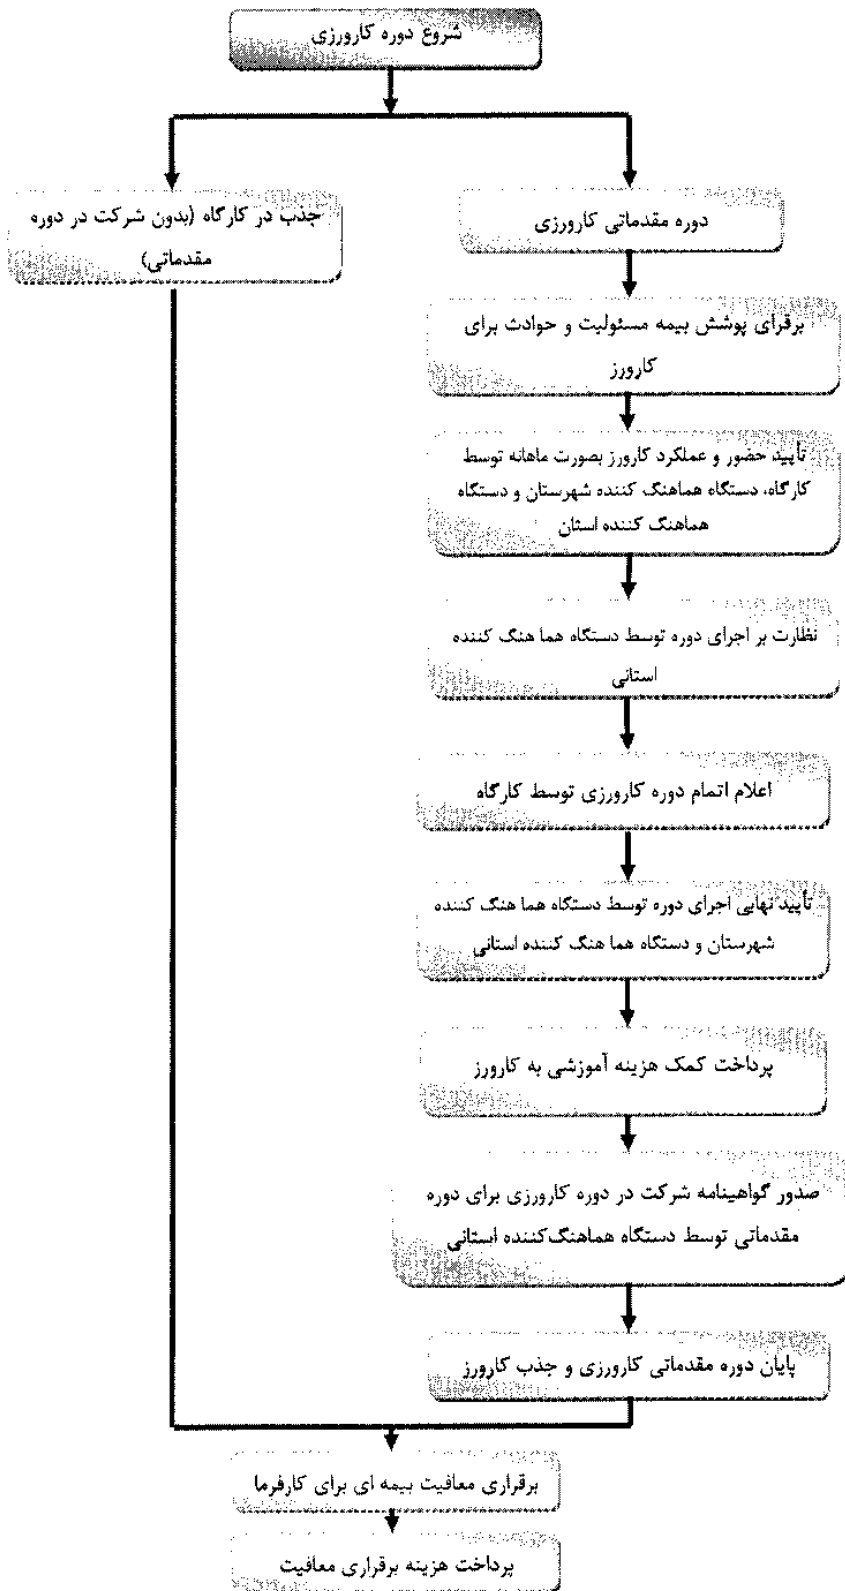 شروع دوره کارورزی
دوره مقدماتی کارورزی
جذب در کارگاه (بدون شرکت در دوره
مقدماتی)
برقرای پوشش بیمه مسئولیت و حوادث برای
کارورز
تأیید حضور و عملکرد کارورز بصورت ماهانه توسط
کارگاه، دستگاه هماهنگ کننده شهرستان و دستگاه
هماهنگ کننده استان
نظارت بر اجرای دوره توسط دستگاه هما هنگ کننده
استانی
اعلام اتمام دوره کارورزی توسط کارگاه
تأیید نهایی اجرای دوره توسط دستگاه هما هنگ کننده
شهرستان و دستگاه هما هنگ کننده استانی
پرداخت کمک هزینه آموزشی به کارورز
صدور گواهینامه شرکت در دوره کارورزی برای دوره
مقدماتی توسط دستگاه هماهنگ‌کننده استانی
پایان دوره مقدماتی کارورزی و جذب کارورز
برقراری معافیت بیمه ای برای کارفرما
پرداخت هزینه برقراری معافیت